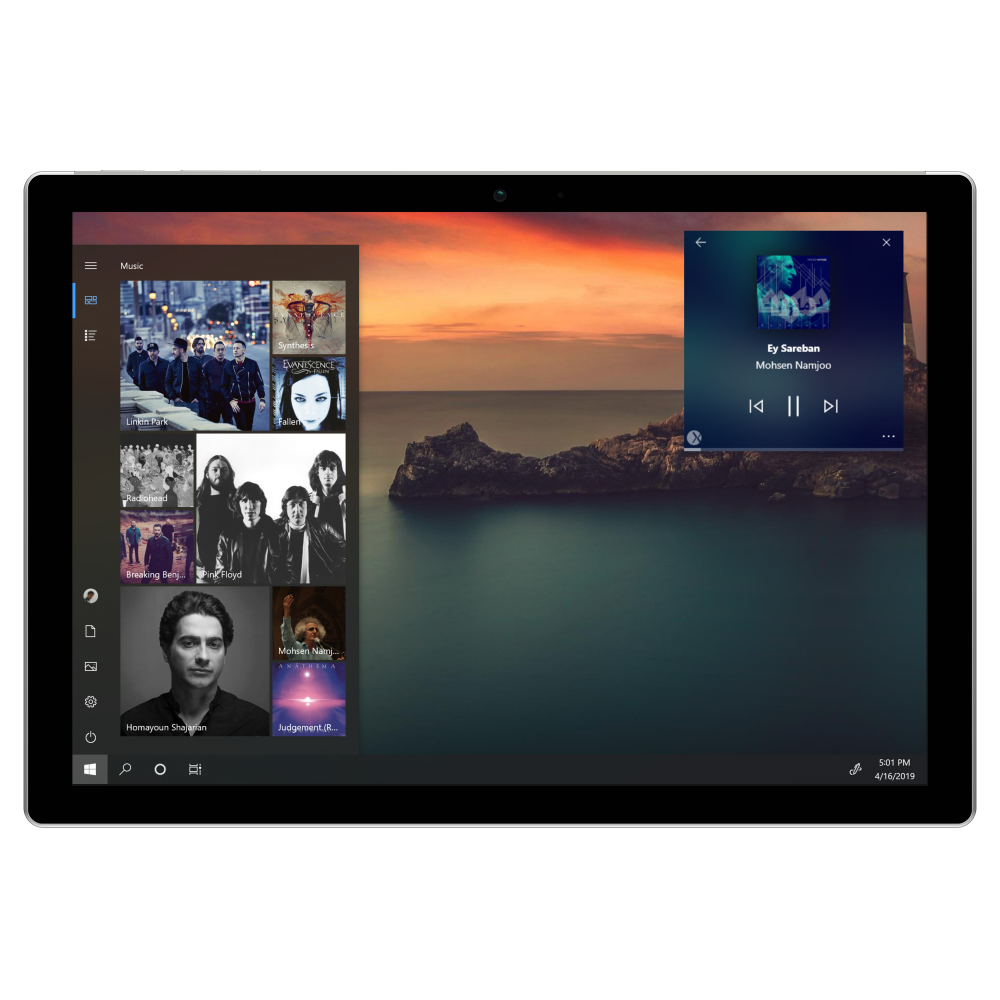 Music
Linkin Park
Synthesis
EVANESCENCE
FALLEN
Fallen
Radiohead
Breaking Benj...
Pink Floyd
Homayoun Shajarian
Mohsen Namj...
ANATHEMA
Judgement (R...
Ey Sareban
Mohsen Namjoo
5:01 PM
4/16/2019